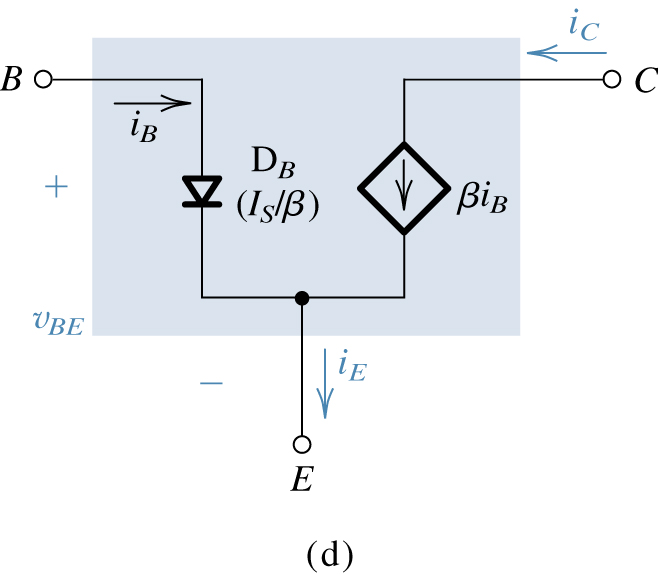 i_C
B
C
i_B
D_B
(I_S/β)
βi_B
+
v_BE
−
i_E
E
(d)